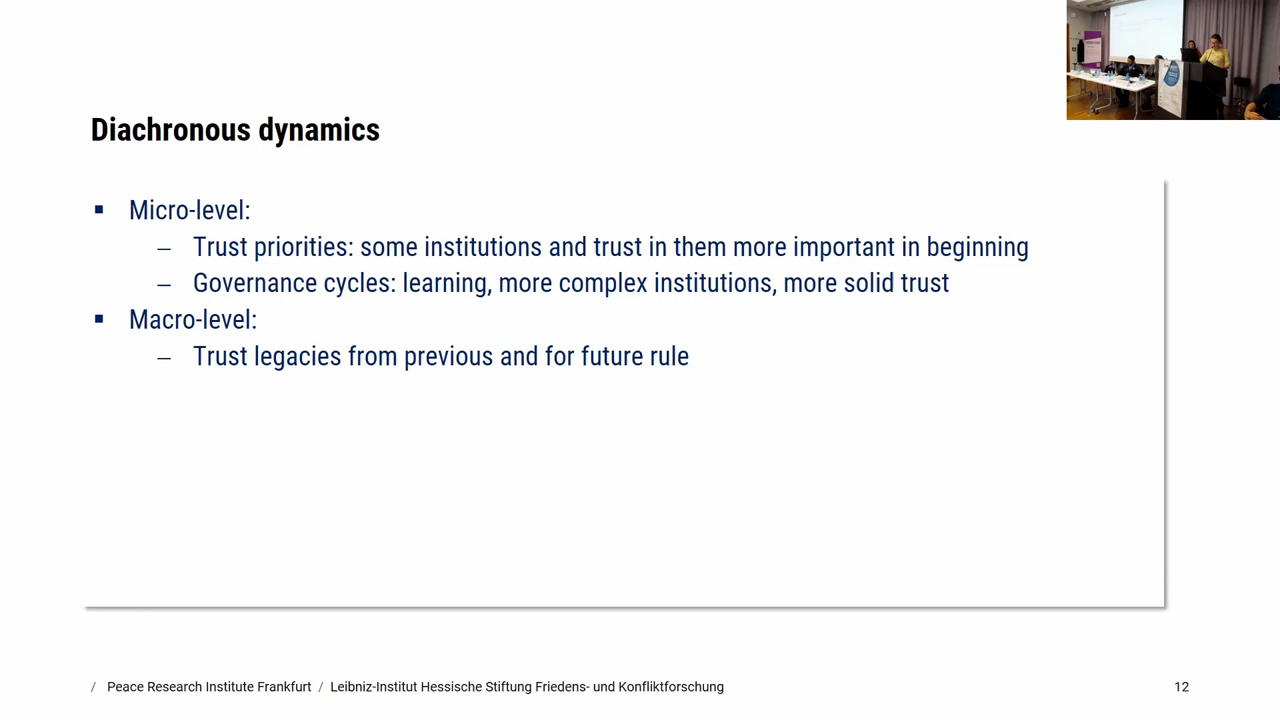 Diachronous dynamics
▪ Micro-level:
– Trust priorities: some institutions and trust in them more important in beginning
– Governance cycles: learning, more complex institutions, more solid trust
▪ Macro-level:
– Trust legacies from previous and for future rule
/ Peace Research Institute Frankfurt / Leibniz-Institut Hessische Stiftung Friedens- und Konfliktforschung
12